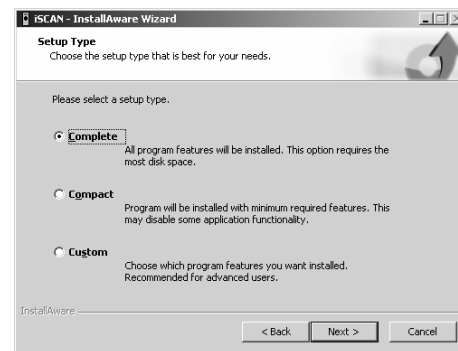 iSCAN - InstallAware Wizard
Setup Type
Choose the setup type that is best for your needs.
Please select a setup type.
Complete
All program features will be installed. This option requires the
most disk space.
Compact
Program will be installed with minimum required features. This
may disable some application functionality.
Custom
Choose which program features you want installed.
Recommended for advanced users.
InstallAware
< Back Next > Cancel